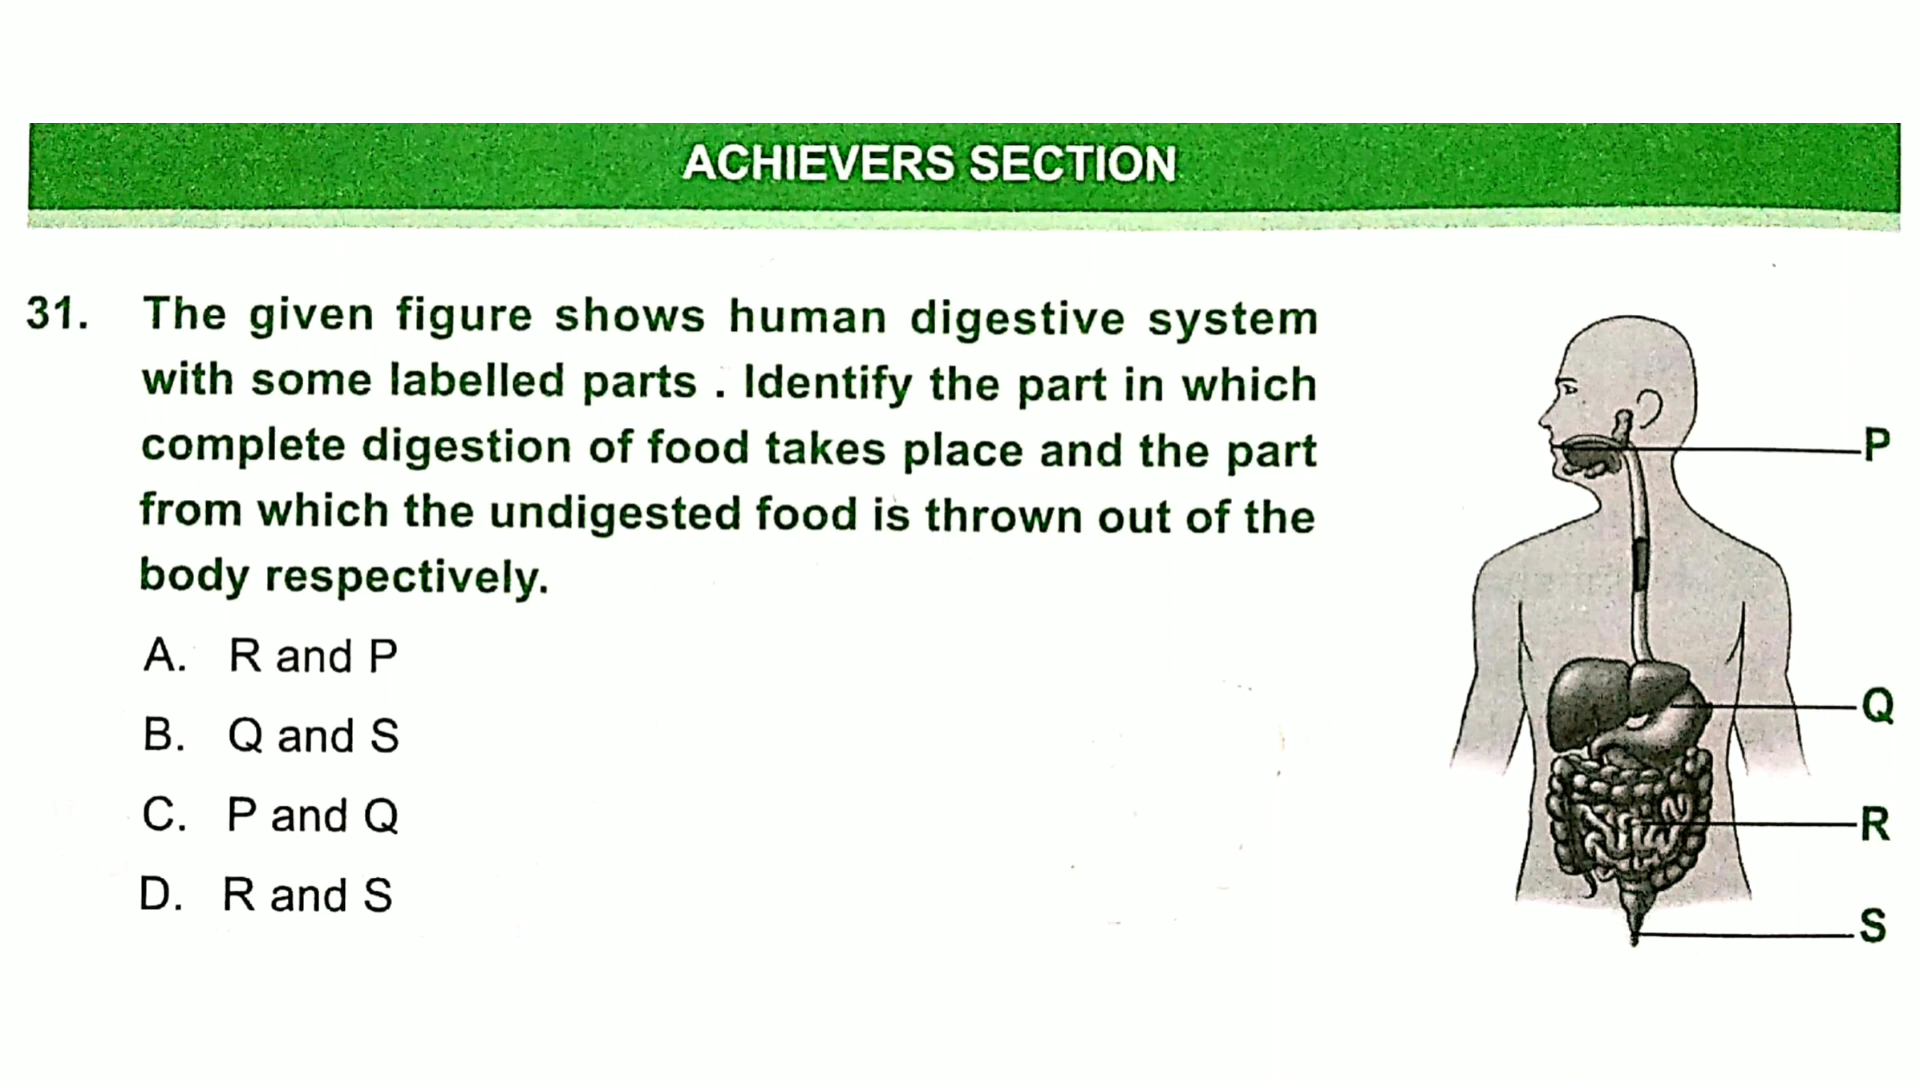 ACHIEVERS SECTION
31. The given figure shows human digestive system
with some labelled parts . Identify the part in which
complete digestion of food takes place and the part
from which the undigested food is thrown out of the
body respectively.
A. R and P
B. Q and S
C. P and Q
D. R and S
P
Q
R
S